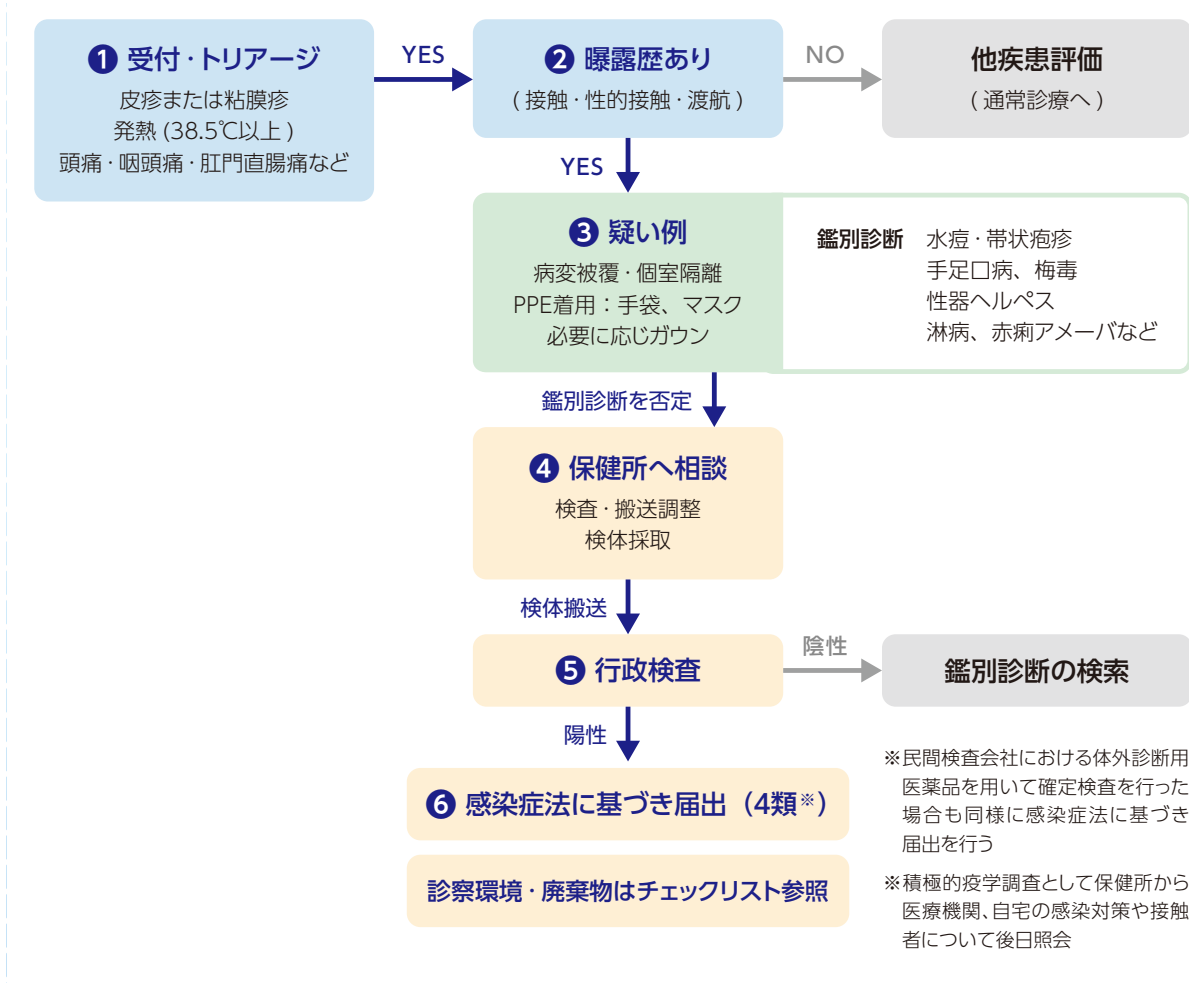 ❶ 受付・トリアージ
皮疹または粘膜疹
発熱 (38.5℃以上 )
頭痛・咽頭痛・肛門直腸痛など
YES
❷ 曝露歴あり
( 接触・性的接触・渡航 )
NO
他疾患評価
( 通常診療へ )
YES
❸ 疑い例
病変被覆・個室隔離
PPE着用：手袋、マスク
必要に応じガウン
鑑別診断 水痘・帯状疱疹
手足口病、梅毒
性器ヘルペス
淋病、赤痢アメーバなど
鑑別診断を否定
❹ 保健所へ相談
検査・搬送調整
検体採取
検体搬送
❺ 行政検査
陰性
鑑別診断の検索
陽性
❻ 感染症法に基づき届出（4類※）
診察環境・廃棄物はチェックリスト参照
※民間検査会社における体外診断用
医薬品を用いて確定検査を行った
場合も同様に感染症法に基づき
届出を行う
※積極的疫学調査として保健所から
医療機関、自宅の感染対策や接触
者について後日照会